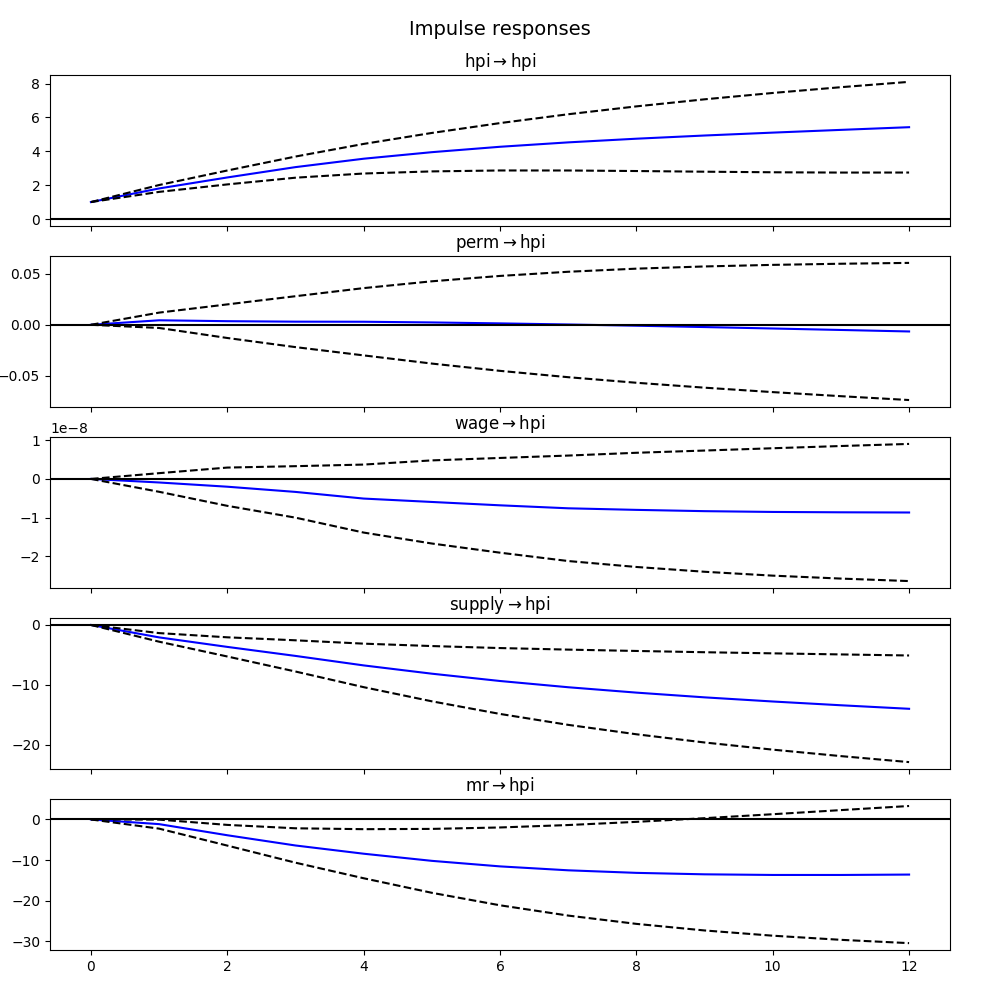 Impulse responses
hpi → hpi
8
6
4
2
0
perm → hpi
0.05
0.00
−0.05
1e−8
wage → hpi
1
0
−1
−2
supply → hpi
0
−10
−20
mr → hpi
0
−10
−20
−30
0 2 4 6 8 10 12